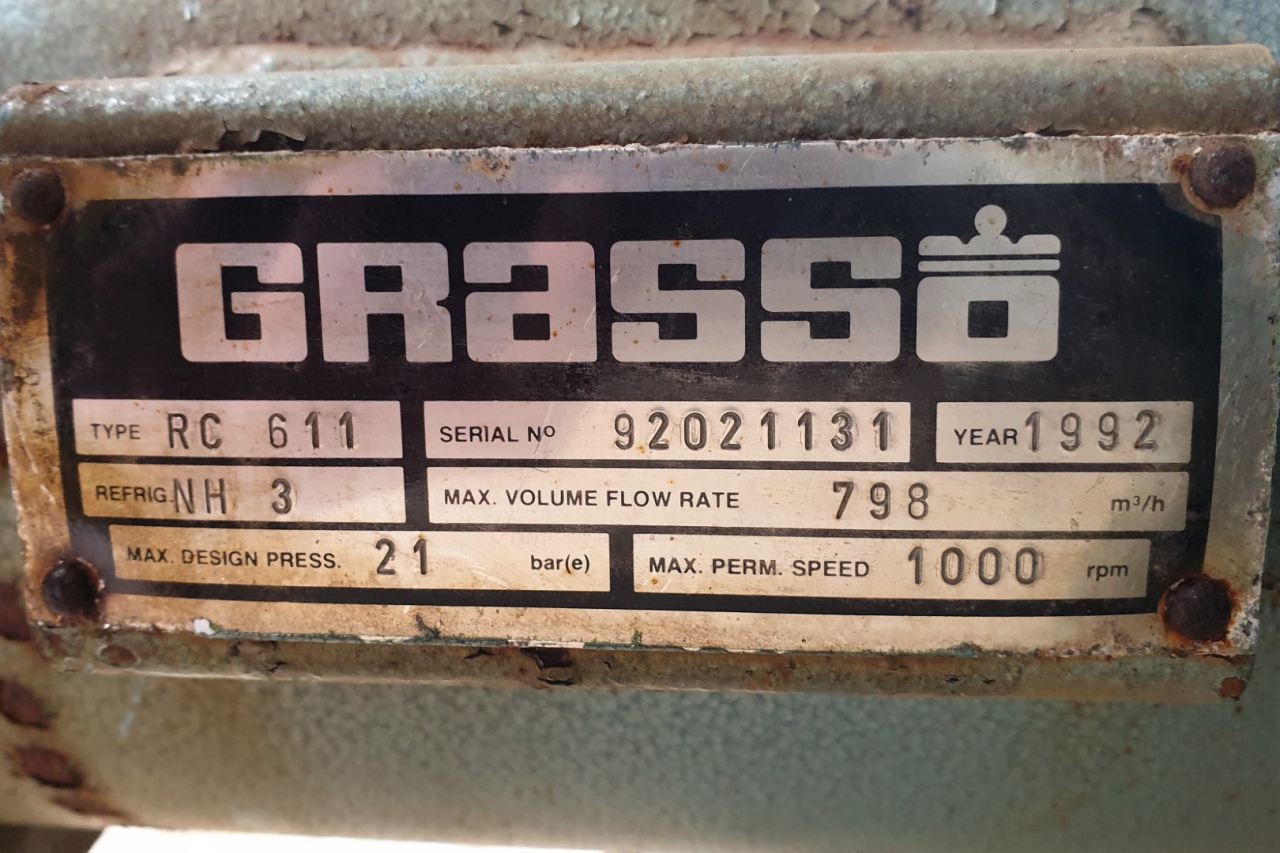 GRasso
TYPE RC 611 SERIAL Nº 92021131 YEAR 1992
REFRIG. NH 3 MAX. VOLUME FLOW RATE 798 m³/h
MAX. DESIGN PRESS. 21 bar(e) MAX. PERM. SPEED 1000 rpm